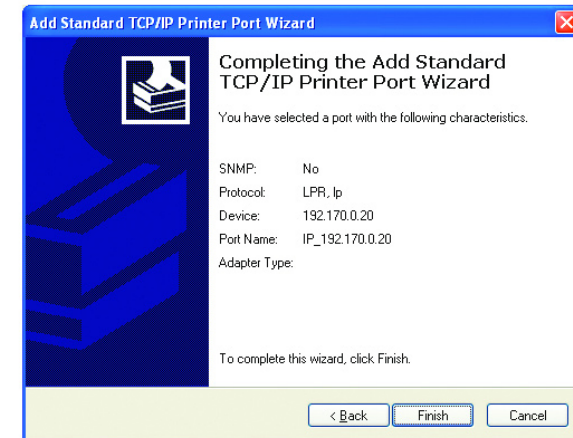 Add Standard TCP/IP Printer Port Wizard
Completing the Add Standard
TCP/IP Printer Port Wizard
You have selected a port with the following characteristics.
SNMP: No
Protocol: LPR, lp
Device: 192.170.0.20
Port Name: IP_192.170.0.20
Adapter Type:
To complete this wizard, click Finish.
< Back Finish Cancel